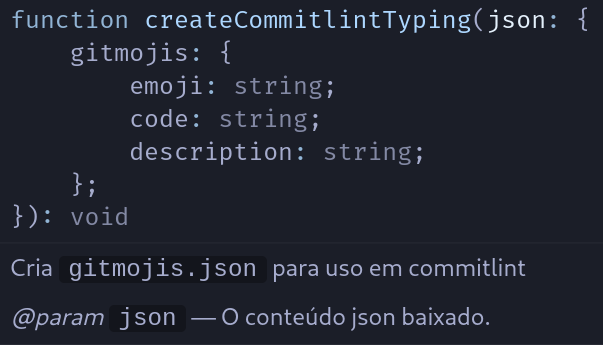 function createCommitlintTyping(json: {
    gitmojis: {
        emoji: string;
        code: string;
        description: string;
    };
}): void
Cria gitmojis.json para uso em commitlint
@param json — O conteúdo json baixado.